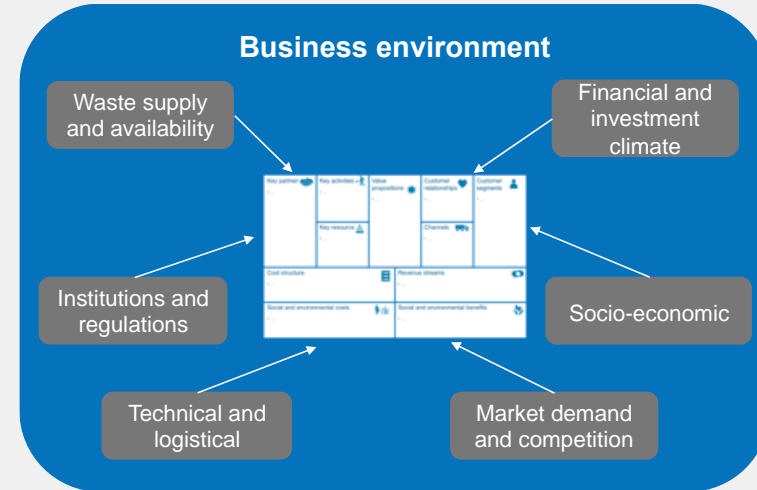 Business environment
Waste supply
and availability
Financial and
investment
climate
Key partner
Key activities
Value
propositions
Customer
relationships
Customer
segments
Key resource
Channels
Cost structure
Revenue streams
Social and environmental costs
Social and environmental benefits
Institutions and
regulations
Socio-economic
Technical and
logistical
Market demand
and competition